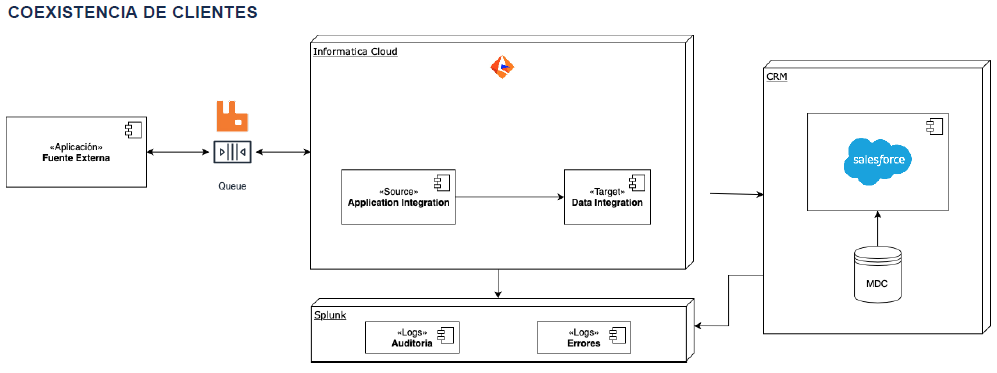 COEXISTENCIA DE CLIENTES
Informatica Cloud
CRM
«Aplicación»
Fuente Externa
Queue
«Source»
Application Integration
«Target»
Data Integration
salesforce
MDC
Splunk
«Logs»
Auditoria
«Logs»
Errores